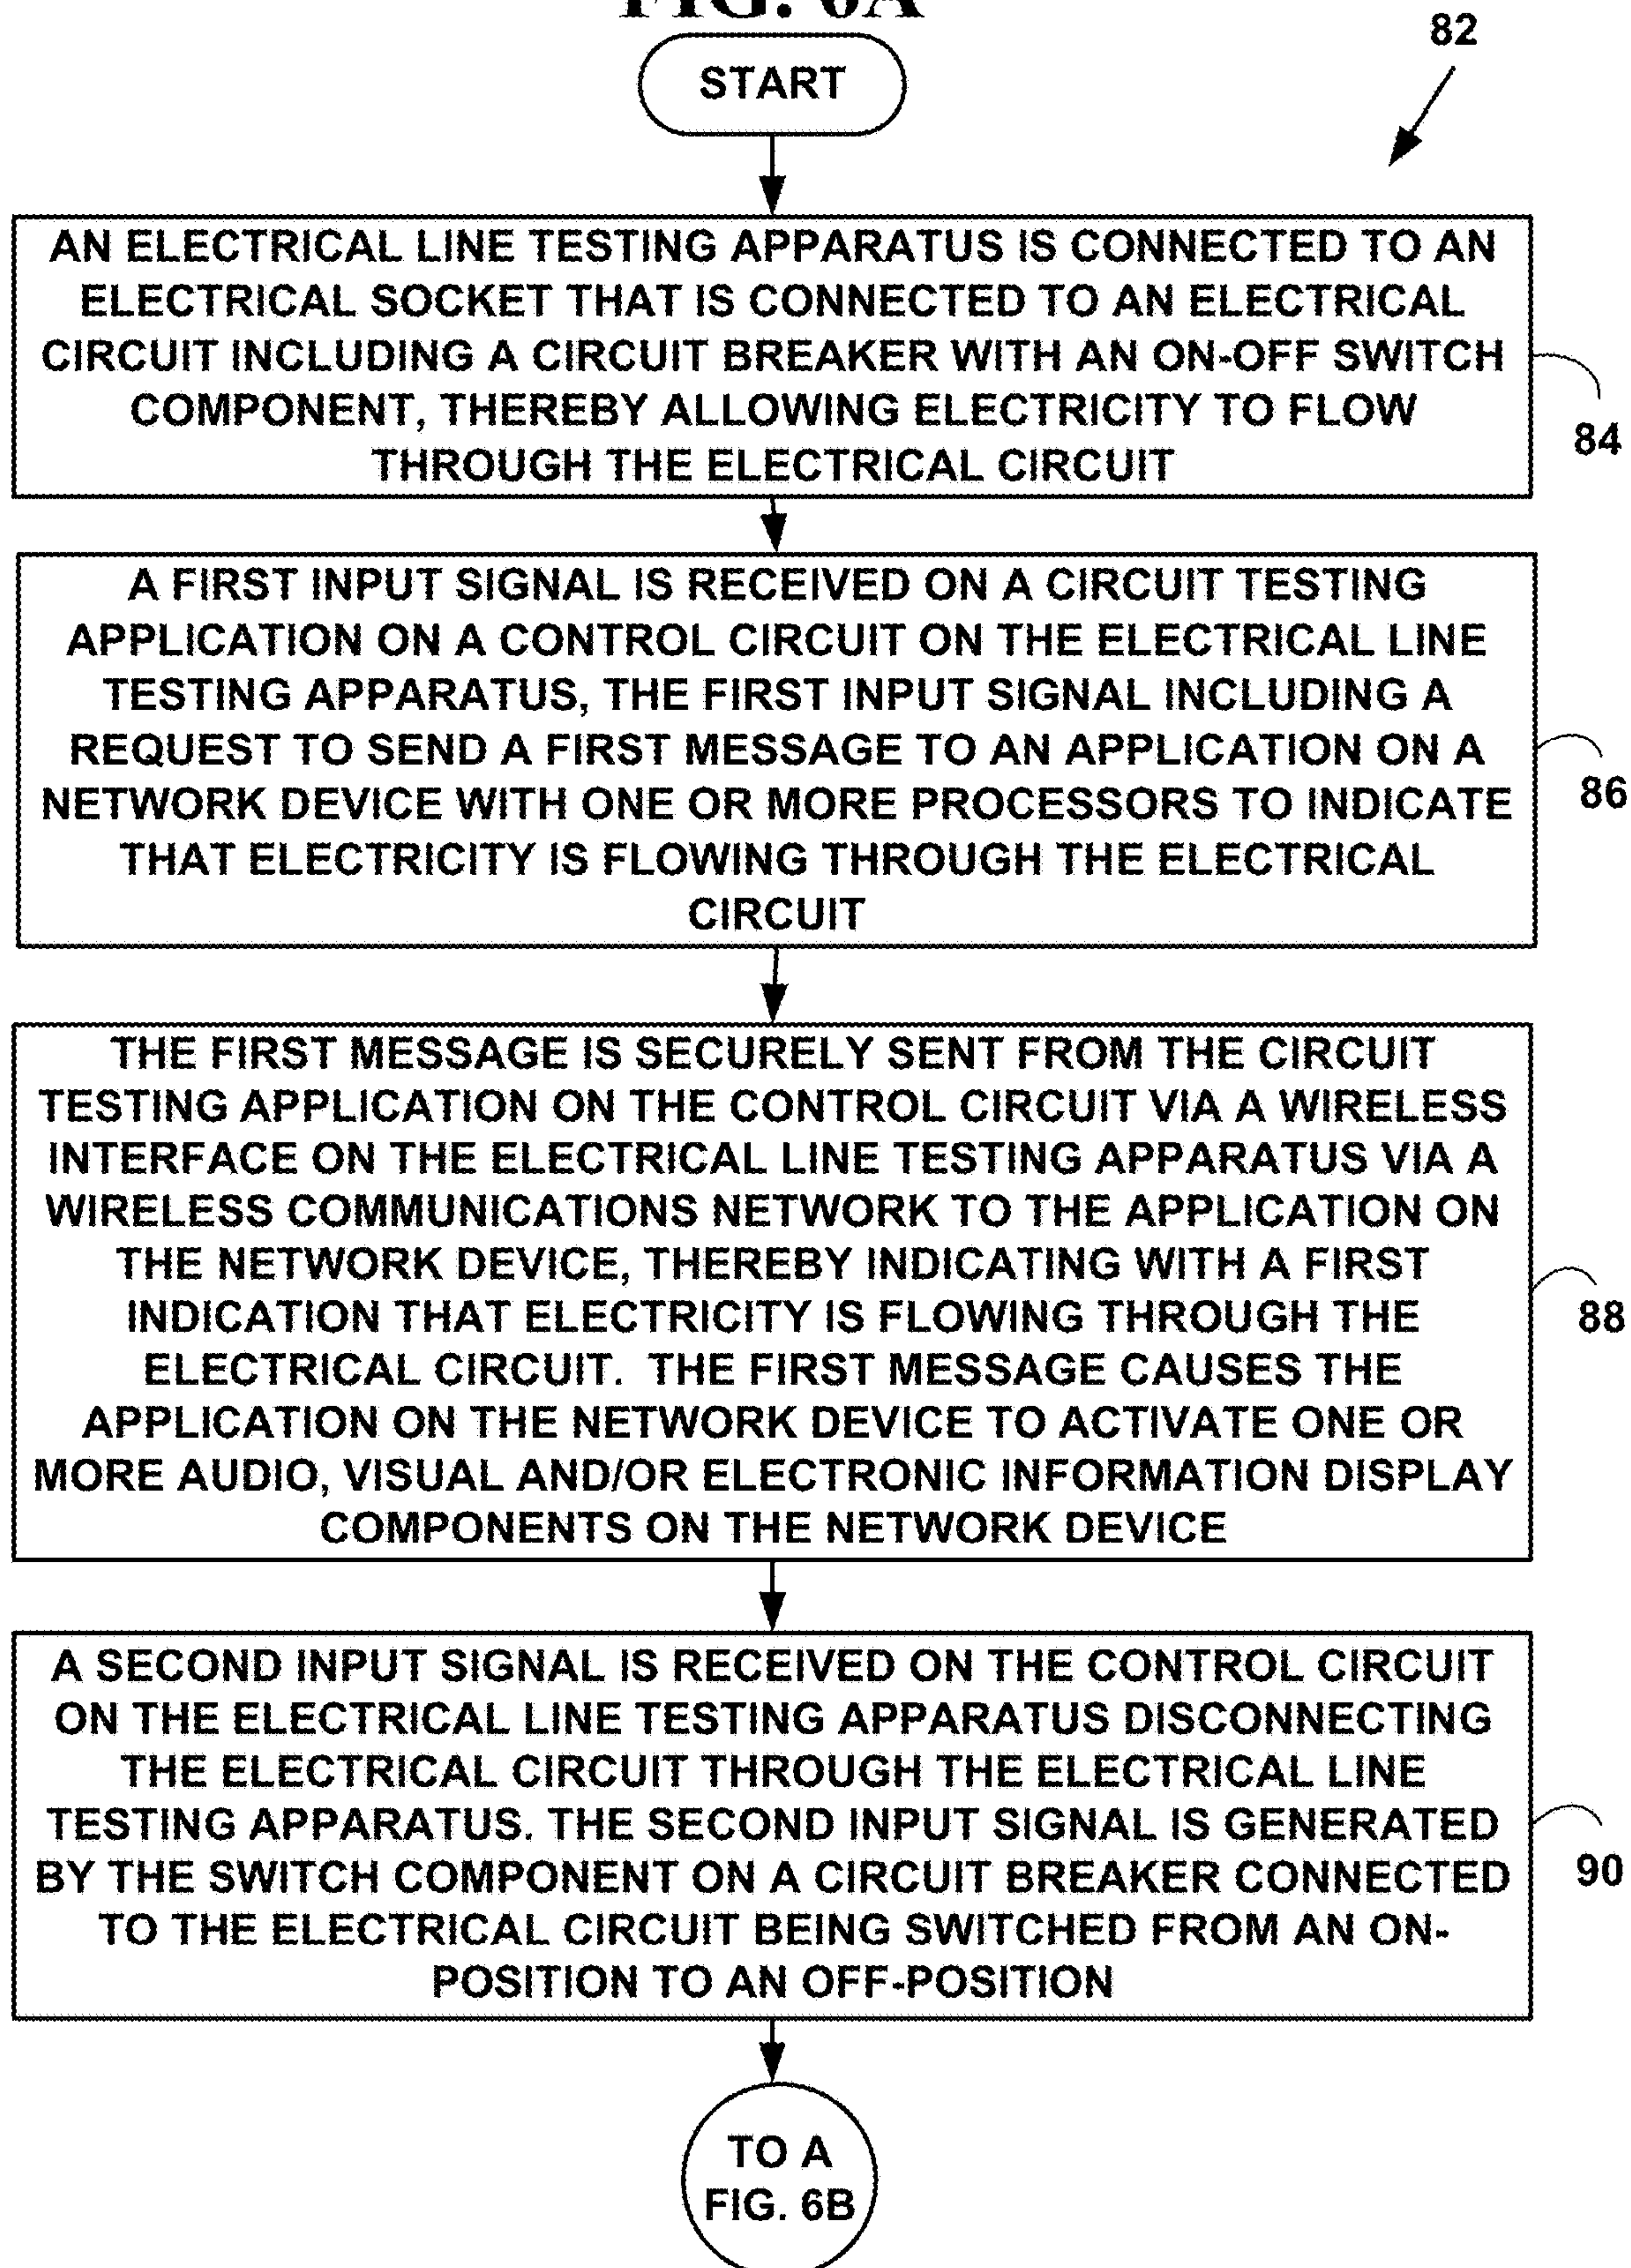 FIG. 6A
82
START
AN ELECTRICAL LINE TESTING APPARATUS IS CONNECTED TO AN
ELECTRICAL SOCKET THAT IS CONNECTED TO AN ELECTRICAL
CIRCUIT INCLUDING A CIRCUIT BREAKER WITH AN ON-OFF SWITCH
COMPONENT, THEREBY ALLOWING ELECTRICITY TO FLOW
THROUGH THE ELECTRICAL CIRCUIT
84
A FIRST INPUT SIGNAL IS RECEIVED ON A CIRCUIT TESTING
APPLICATION ON A CONTROL CIRCUIT ON THE ELECTRICAL LINE
TESTING APPARATUS, THE FIRST INPUT SIGNAL INCLUDING A
REQUEST TO SEND A FIRST MESSAGE TO AN APPLICATION ON A
NETWORK DEVICE WITH ONE OR MORE PROCESSORS TO INDICATE
THAT ELECTRICITY IS FLOWING THROUGH THE ELECTRICAL
CIRCUIT
86
THE FIRST MESSAGE IS SECURELY SENT FROM THE CIRCUIT
TESTING APPLICATION ON THE CONTROL CIRCUIT VIA A WIRELESS
INTERFACE ON THE ELECTRICAL LINE TESTING APPARATUS VIA A
WIRELESS COMMUNICATIONS NETWORK TO THE APPLICATION ON
THE NETWORK DEVICE, THEREBY INDICATING WITH A FIRST
INDICATION THAT ELECTRICITY IS FLOWING THROUGH THE
ELECTRICAL CIRCUIT. THE FIRST MESSAGE CAUSES THE
APPLICATION ON THE NETWORK DEVICE TO ACTIVATE ONE OR
MORE AUDIO, VISUAL AND/OR ELECTRONIC INFORMATION DISPLAY
COMPONENTS ON THE NETWORK DEVICE
88
A SECOND INPUT SIGNAL IS RECEIVED ON THE CONTROL CIRCUIT
ON THE ELECTRICAL LINE TESTING APPARATUS DISCONNECTING
THE ELECTRICAL CIRCUIT THROUGH THE ELECTRICAL LINE
TESTING APPARATUS. THE SECOND INPUT SIGNAL IS GENERATED
BY THE SWITCH COMPONENT ON A CIRCUIT BREAKER CONNECTED
TO THE ELECTRICAL CIRCUIT BEING SWITCHED FROM AN ON-
POSITION TO AN OFF-POSITION
90
TO A
FIG. 6B